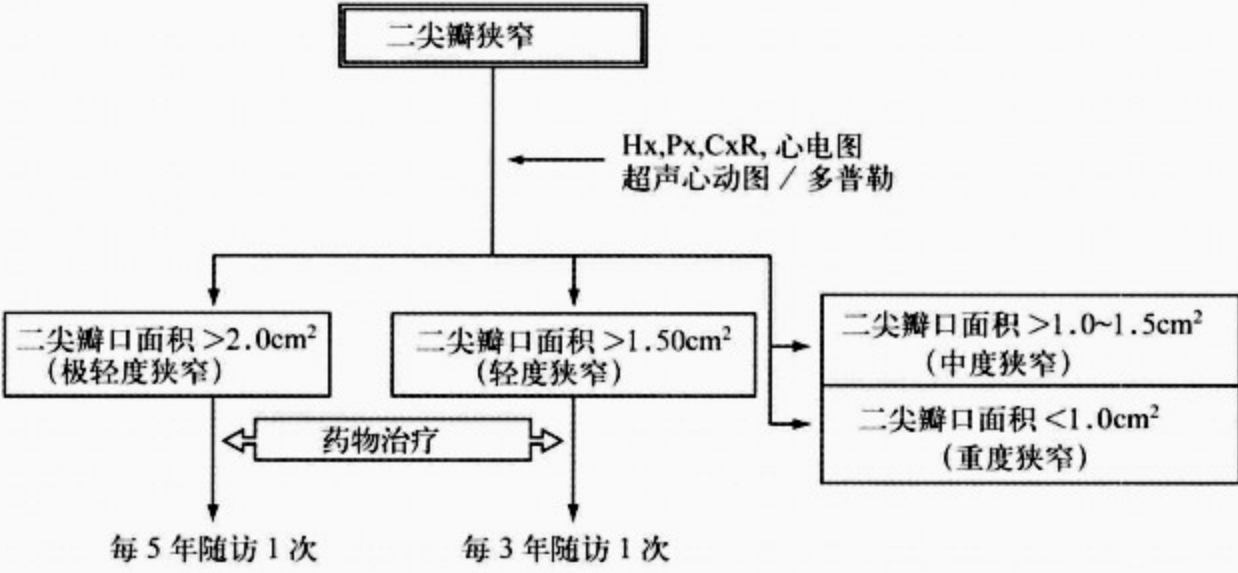 二尖瓣狭窄
Hx,Px,CxR, 心电图
超声心动图 / 多普勒
二尖瓣口面积 >2.0cm²
(极轻度狭窄)
二尖瓣口面积 >1.50cm²
(轻度狭窄)
二尖瓣口面积 >1.0~1.5cm²
(中度狭窄)
二尖瓣口面积 <1.0cm²
(重度狭窄)
药物治疗
每 5 年随访 1 次
每 3 年随访 1 次